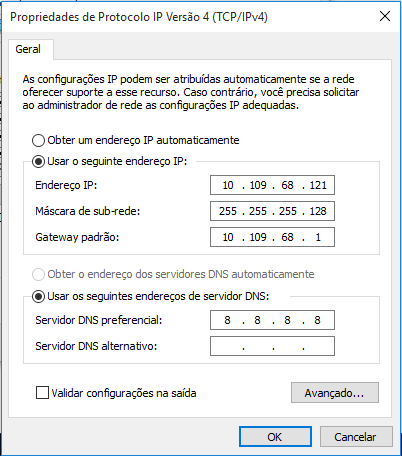 Propriedades de Protocolo IP Versão 4 (TCP/IPv4)
Geral
As configurações IP podem ser atribuídas automaticamente se a rede
oferecer suporte a esse recurso. Caso contrário, você precisa solicitar
ao administrador de rede as configurações IP adequadas.
Obter um endereço IP automaticamente
Usar o seguinte endereço IP:
Endereço IP: 10 . 109 . 68 . 121
Máscara de sub-rede: 255 . 255 . 255 . 128
Gateway padrão: 10 . 109 . 68 . 1
Obter o endereço dos servidores DNS automaticamente
Usar os seguintes endereços de servidor DNS:
Servidor DNS preferencial: 8 . 8 . 8 . 8
Servidor DNS alternativo: . . .
Validar configurações na saída
Avançado...
OK Cancelar